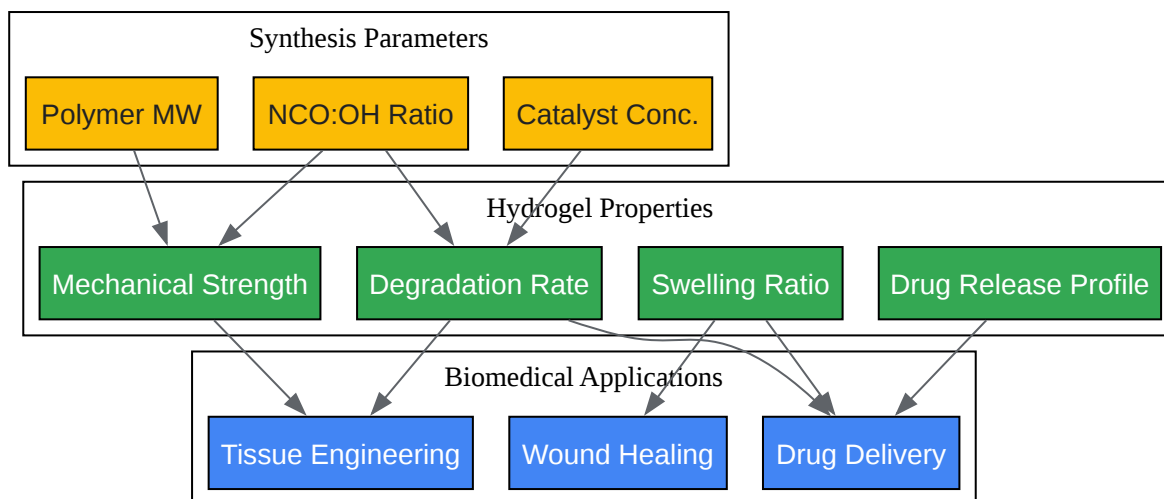 Synthesis Parameters
Polymer MW
NCO:OH Ratio
Catalyst Conc.
Hydrogel Properties
Mechanical Strength
Degradation Rate
Swelling Ratio
Drug Release Profile
Biomedical Applications
Tissue Engineering
Wound Healing
Drug Delivery